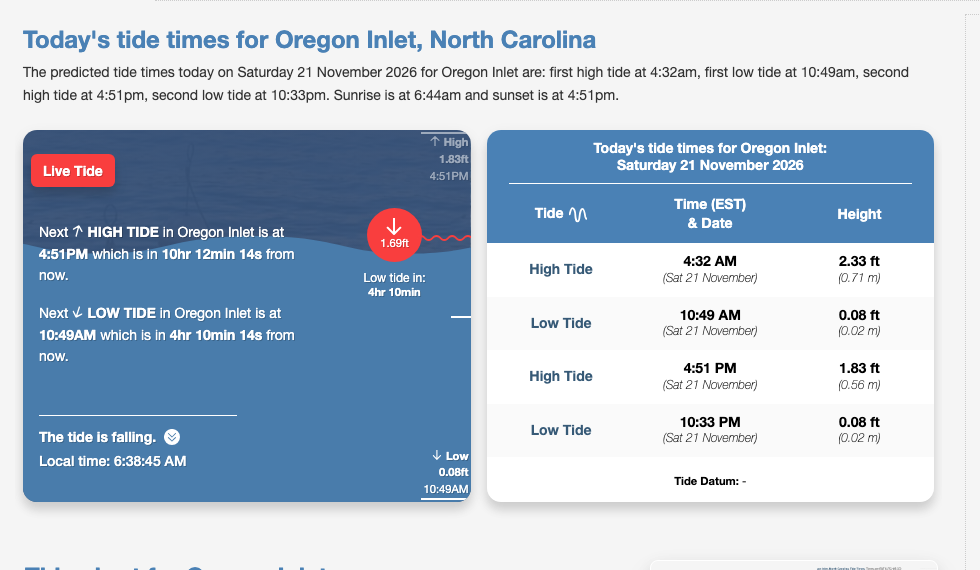 Today's tide times for Oregon Inlet, North Carolina
The predicted tide times today on Saturday 21 November 2026 for Oregon Inlet are: first high tide at 4:32am, first low tide at 10:49am, second
high tide at 4:51pm, second low tide at 10:33pm. Sunrise is at 6:44am and sunset is at 4:51pm.
Live Tide
↑ High
1.83ft
4:51PM
Next ↑ HIGH TIDE in Oregon Inlet is at
4:51PM which is in 10hr 12min 14s from
now.
↓
1.69ft
Low tide in:
4hr 10min
Next ↓ LOW TIDE in Oregon Inlet is at
10:49AM which is in 4hr 10min 14s from
now.
The tide is falling.
Local time: 6:38:45 AM
↓ Low
0.08ft
10:49AM
Today's tide times for Oregon Inlet:
Saturday 21 November 2026
Tide
Time (EST)
& Date
Height
High Tide
4:32 AM
(Sat 21 November)
2.33 ft
(0.71 m)
Low Tide
10:49 AM
(Sat 21 November)
0.08 ft
(0.02 m)
High Tide
4:51 PM
(Sat 21 November)
1.83 ft
(0.56 m)
Low Tide
10:33 PM
(Sat 21 November)
0.08 ft
(0.02 m)
Tide Datum: -